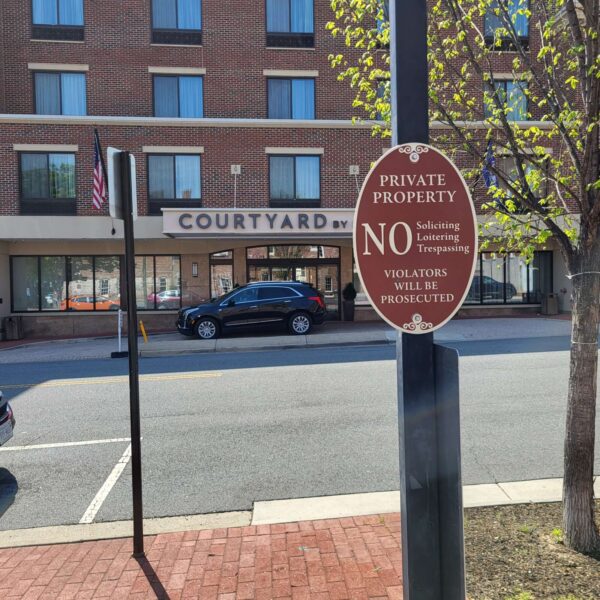 COURTYARD BY
PRIVATE
PROPERTY
NO
Soliciting
Loitering
Trespassing
VIOLATORS
WILL BE
PROSECUTED